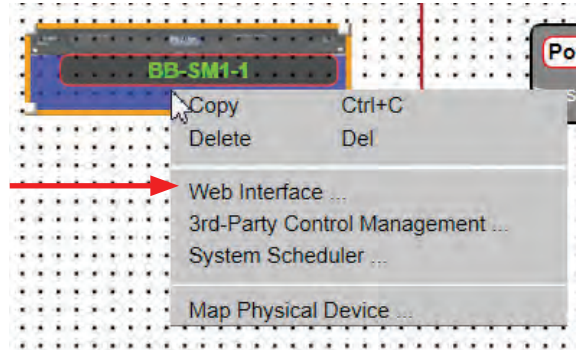 Po
BB-SM1-1
S
Copy Ctrl+C
Delete Del
Web Interface ...
3rd-Party Control Management ...
System Scheduler ...
Map Physical Device ...